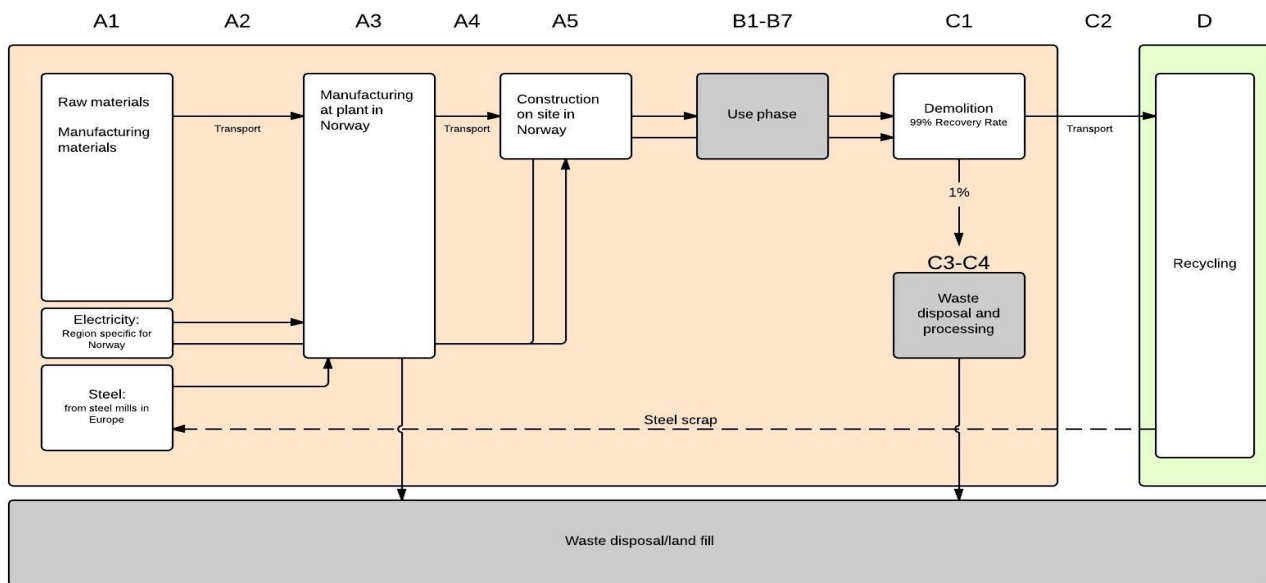 A1
A2
A3
A4
A5
B1-B7
C1
C2
D
Raw materials
Manufacturing
materials
Transport
Manufacturing
at plant in
Norway
Transport
Construction
on site in
Norway
Use phase
Demolition
99% Recovery Rate
Transport
1%
C3-C4
Waste
disposal and
processing
Recycling
Electricity:
Region specific for
Norway
Steel:
from steel mills in
Europe
Steel scrap
Waste disposal/land fill